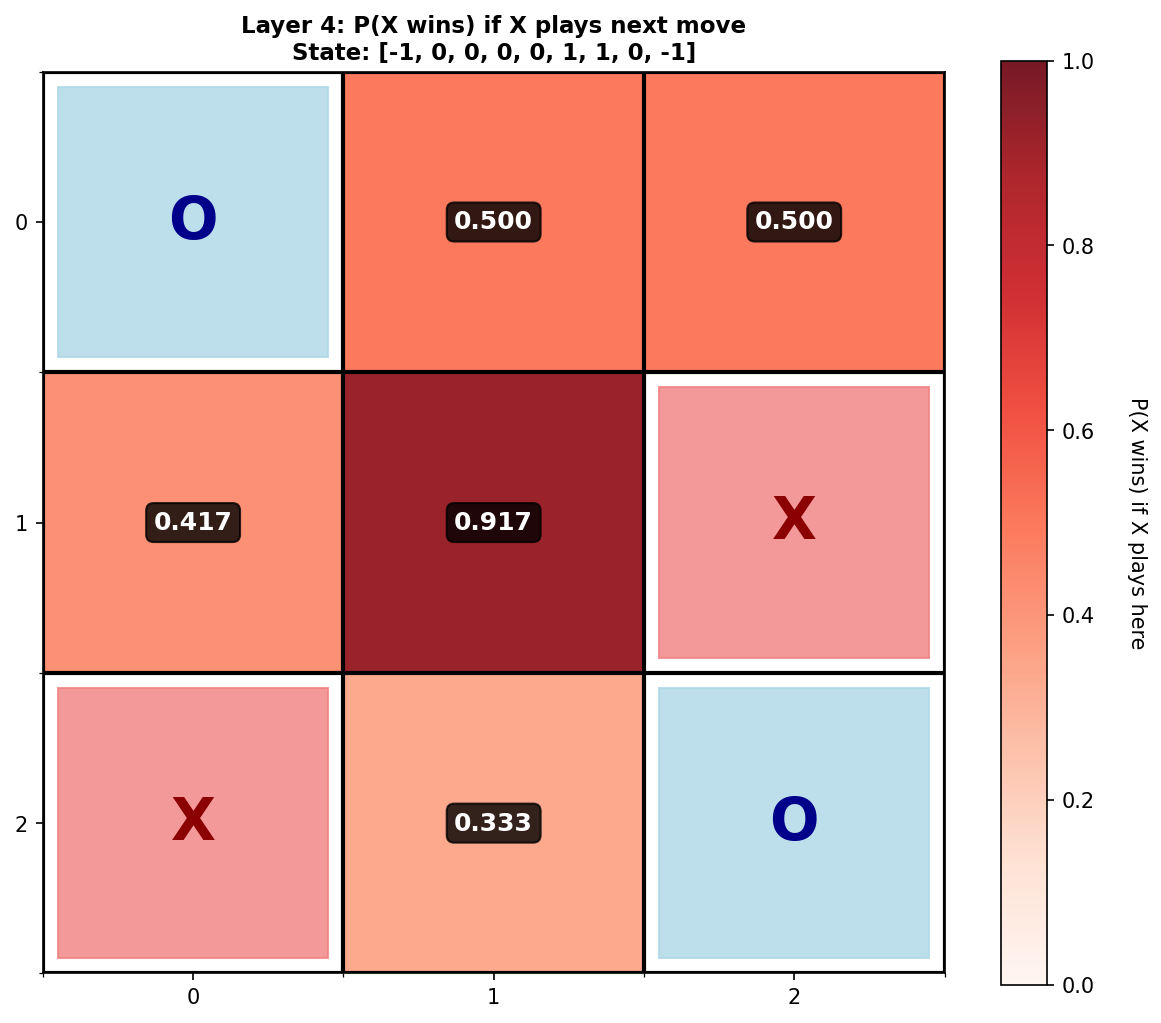 Layer 4: P(X wins) if X plays next move
State: [-1, 0, 0, 0, 0, 1, 1, 0, -1]
O
0.500
0.500
0
0.417
0.917
X
1
X
0.333
O
2
0
1
2
1.0
0.8
0.6
0.4
0.2
0.0
P(X wins) if X plays here